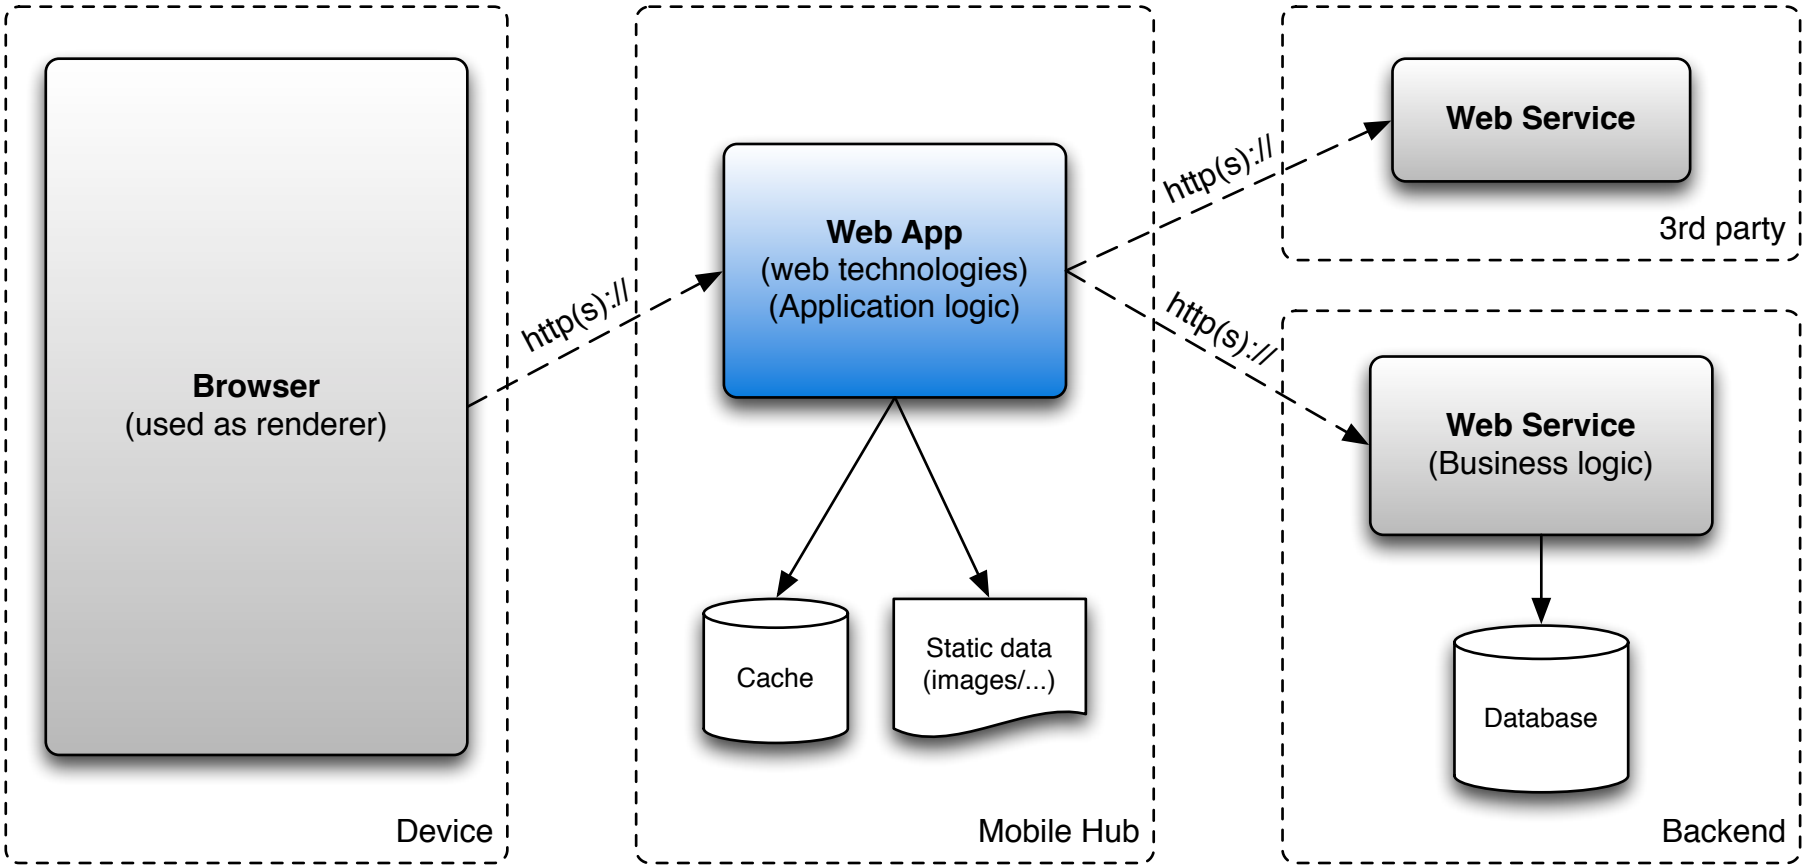 Browser
(used as renderer)
Device
http(s)://
Web App
(web technologies)
(Application logic)
Cache
Static data
(images/...)
Mobile Hub
http(s)://
Web Service
3rd party
http(s)://
Web Service
(Business logic)
Database
Backend